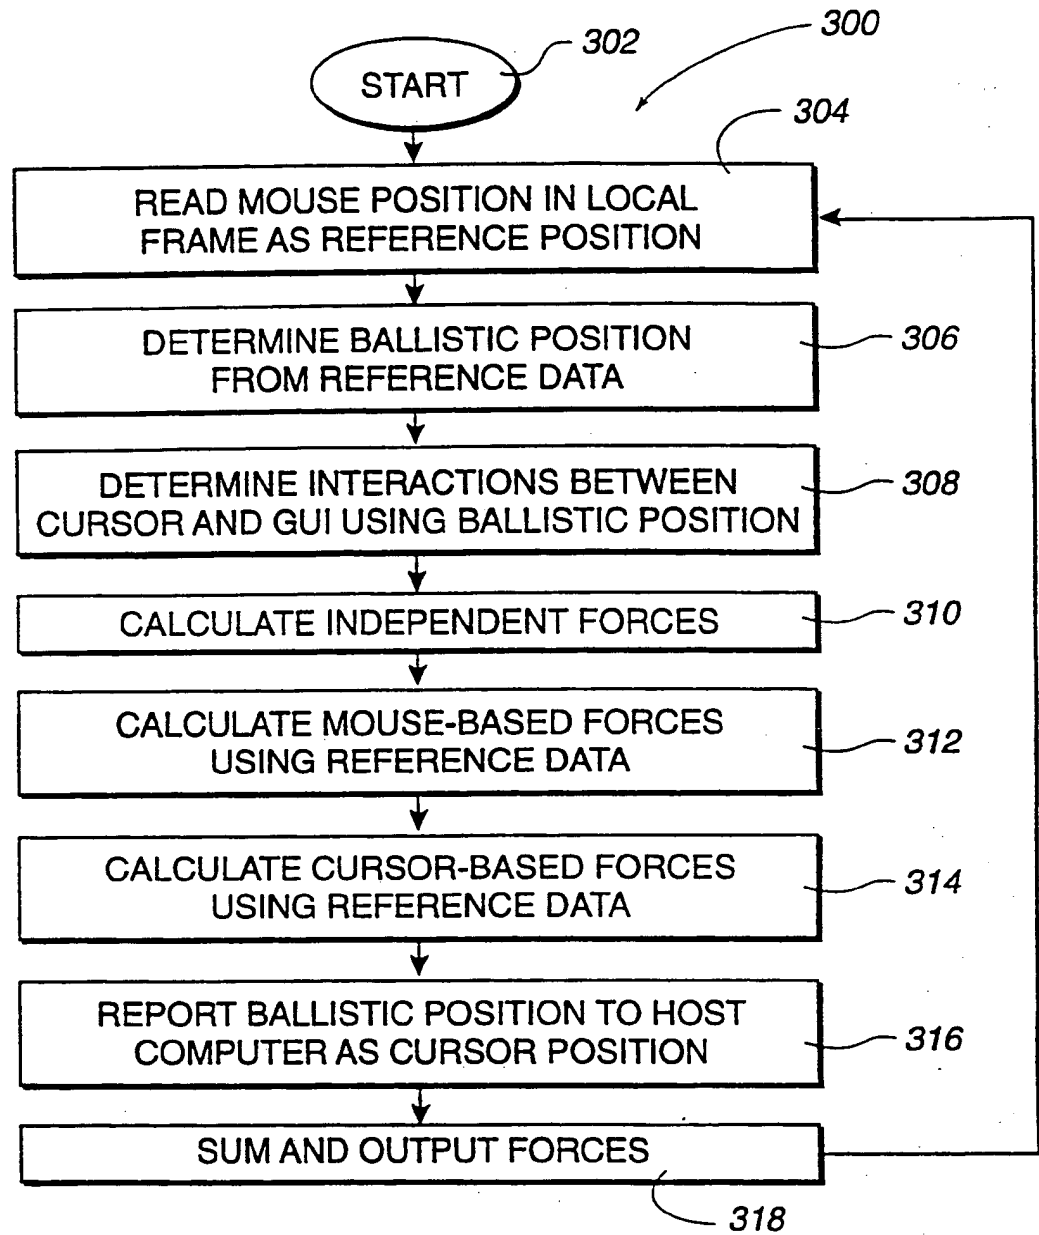 300
302
START
304
READ MOUSE POSITION IN LOCAL
FRAME AS REFERENCE POSITION
DETERMINE BALLISTIC POSITION
FROM REFERENCE DATA
306
DETERMINE INTERACTIONS BETWEEN
CURSOR AND GUI USING BALLISTIC POSITION
308
CALCULATE INDEPENDENT FORCES
310
CALCULATE MOUSE-BASED FORCES
USING REFERENCE DATA
312
CALCULATE CURSOR-BASED FORCES
USING REFERENCE DATA
314
REPORT BALLISTIC POSITION TO HOST
COMPUTER AS CURSOR POSITION
316
SUM AND OUTPUT FORCES
318